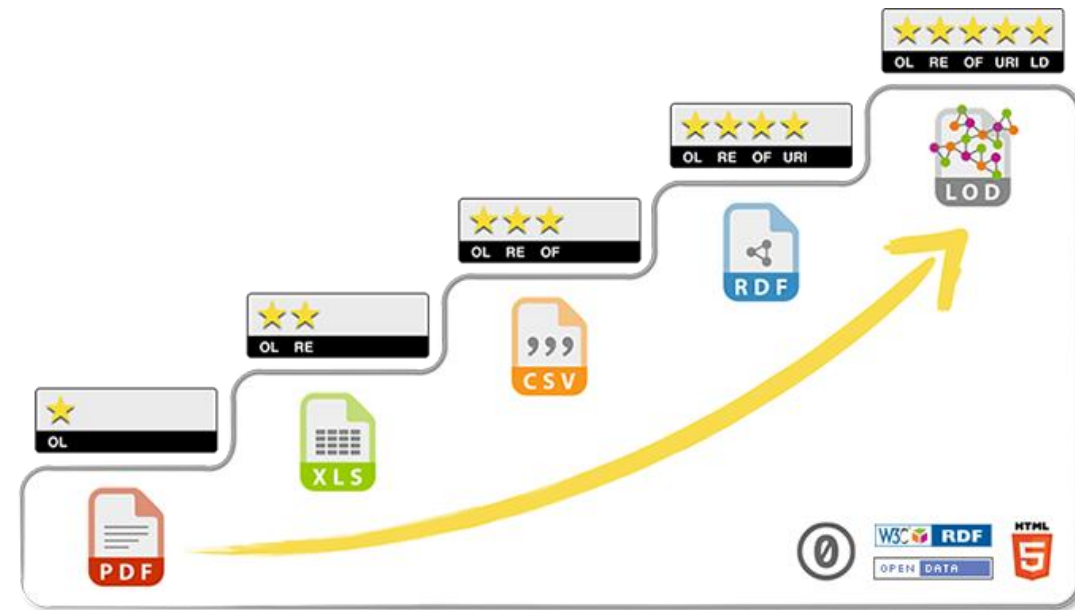 OL RE OF URI LD
OL RE OF URI
LOD
OL RE OF
RDF
OL RE
CSV
OL
XLS
PDF
0
W3C RDF
HTML
5
OPEN DATA